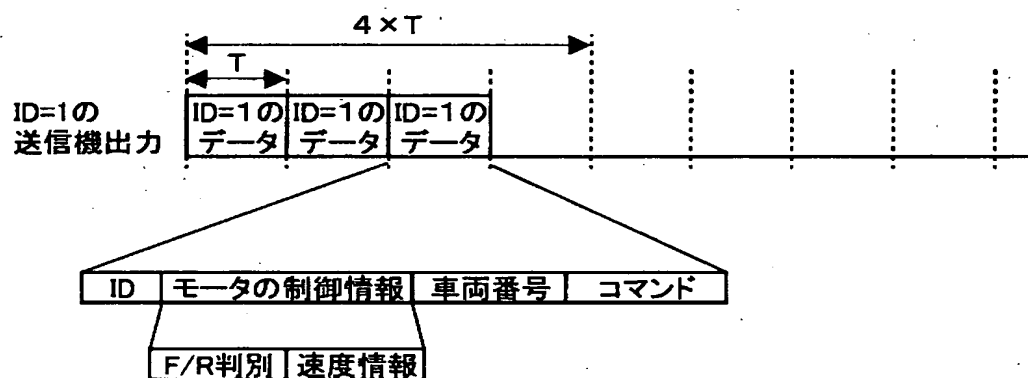 4×T
T
ID=1の
送信機出力
ID=1の
データ
ID=1の
データ
ID=1の
データ
ID
モータの制御情報
車両番号
コマンド
F/R判別
速度情報